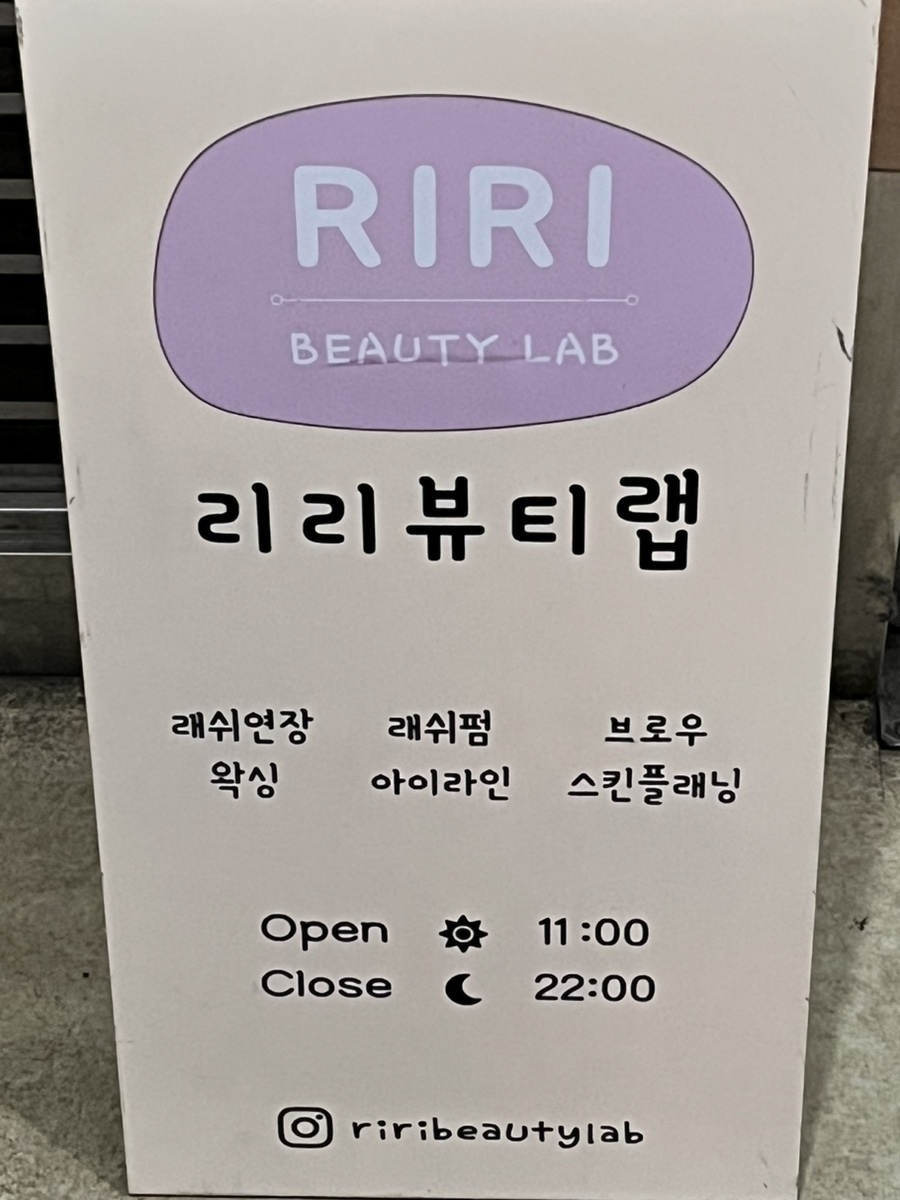 RIRI
BEAUTY LAB
리리뷰티랩
래쉬연장 래쉬펌 브로우
왁싱 아이라인 스킨플래닝
Open 11:00
Close 22:00
riribeautylab